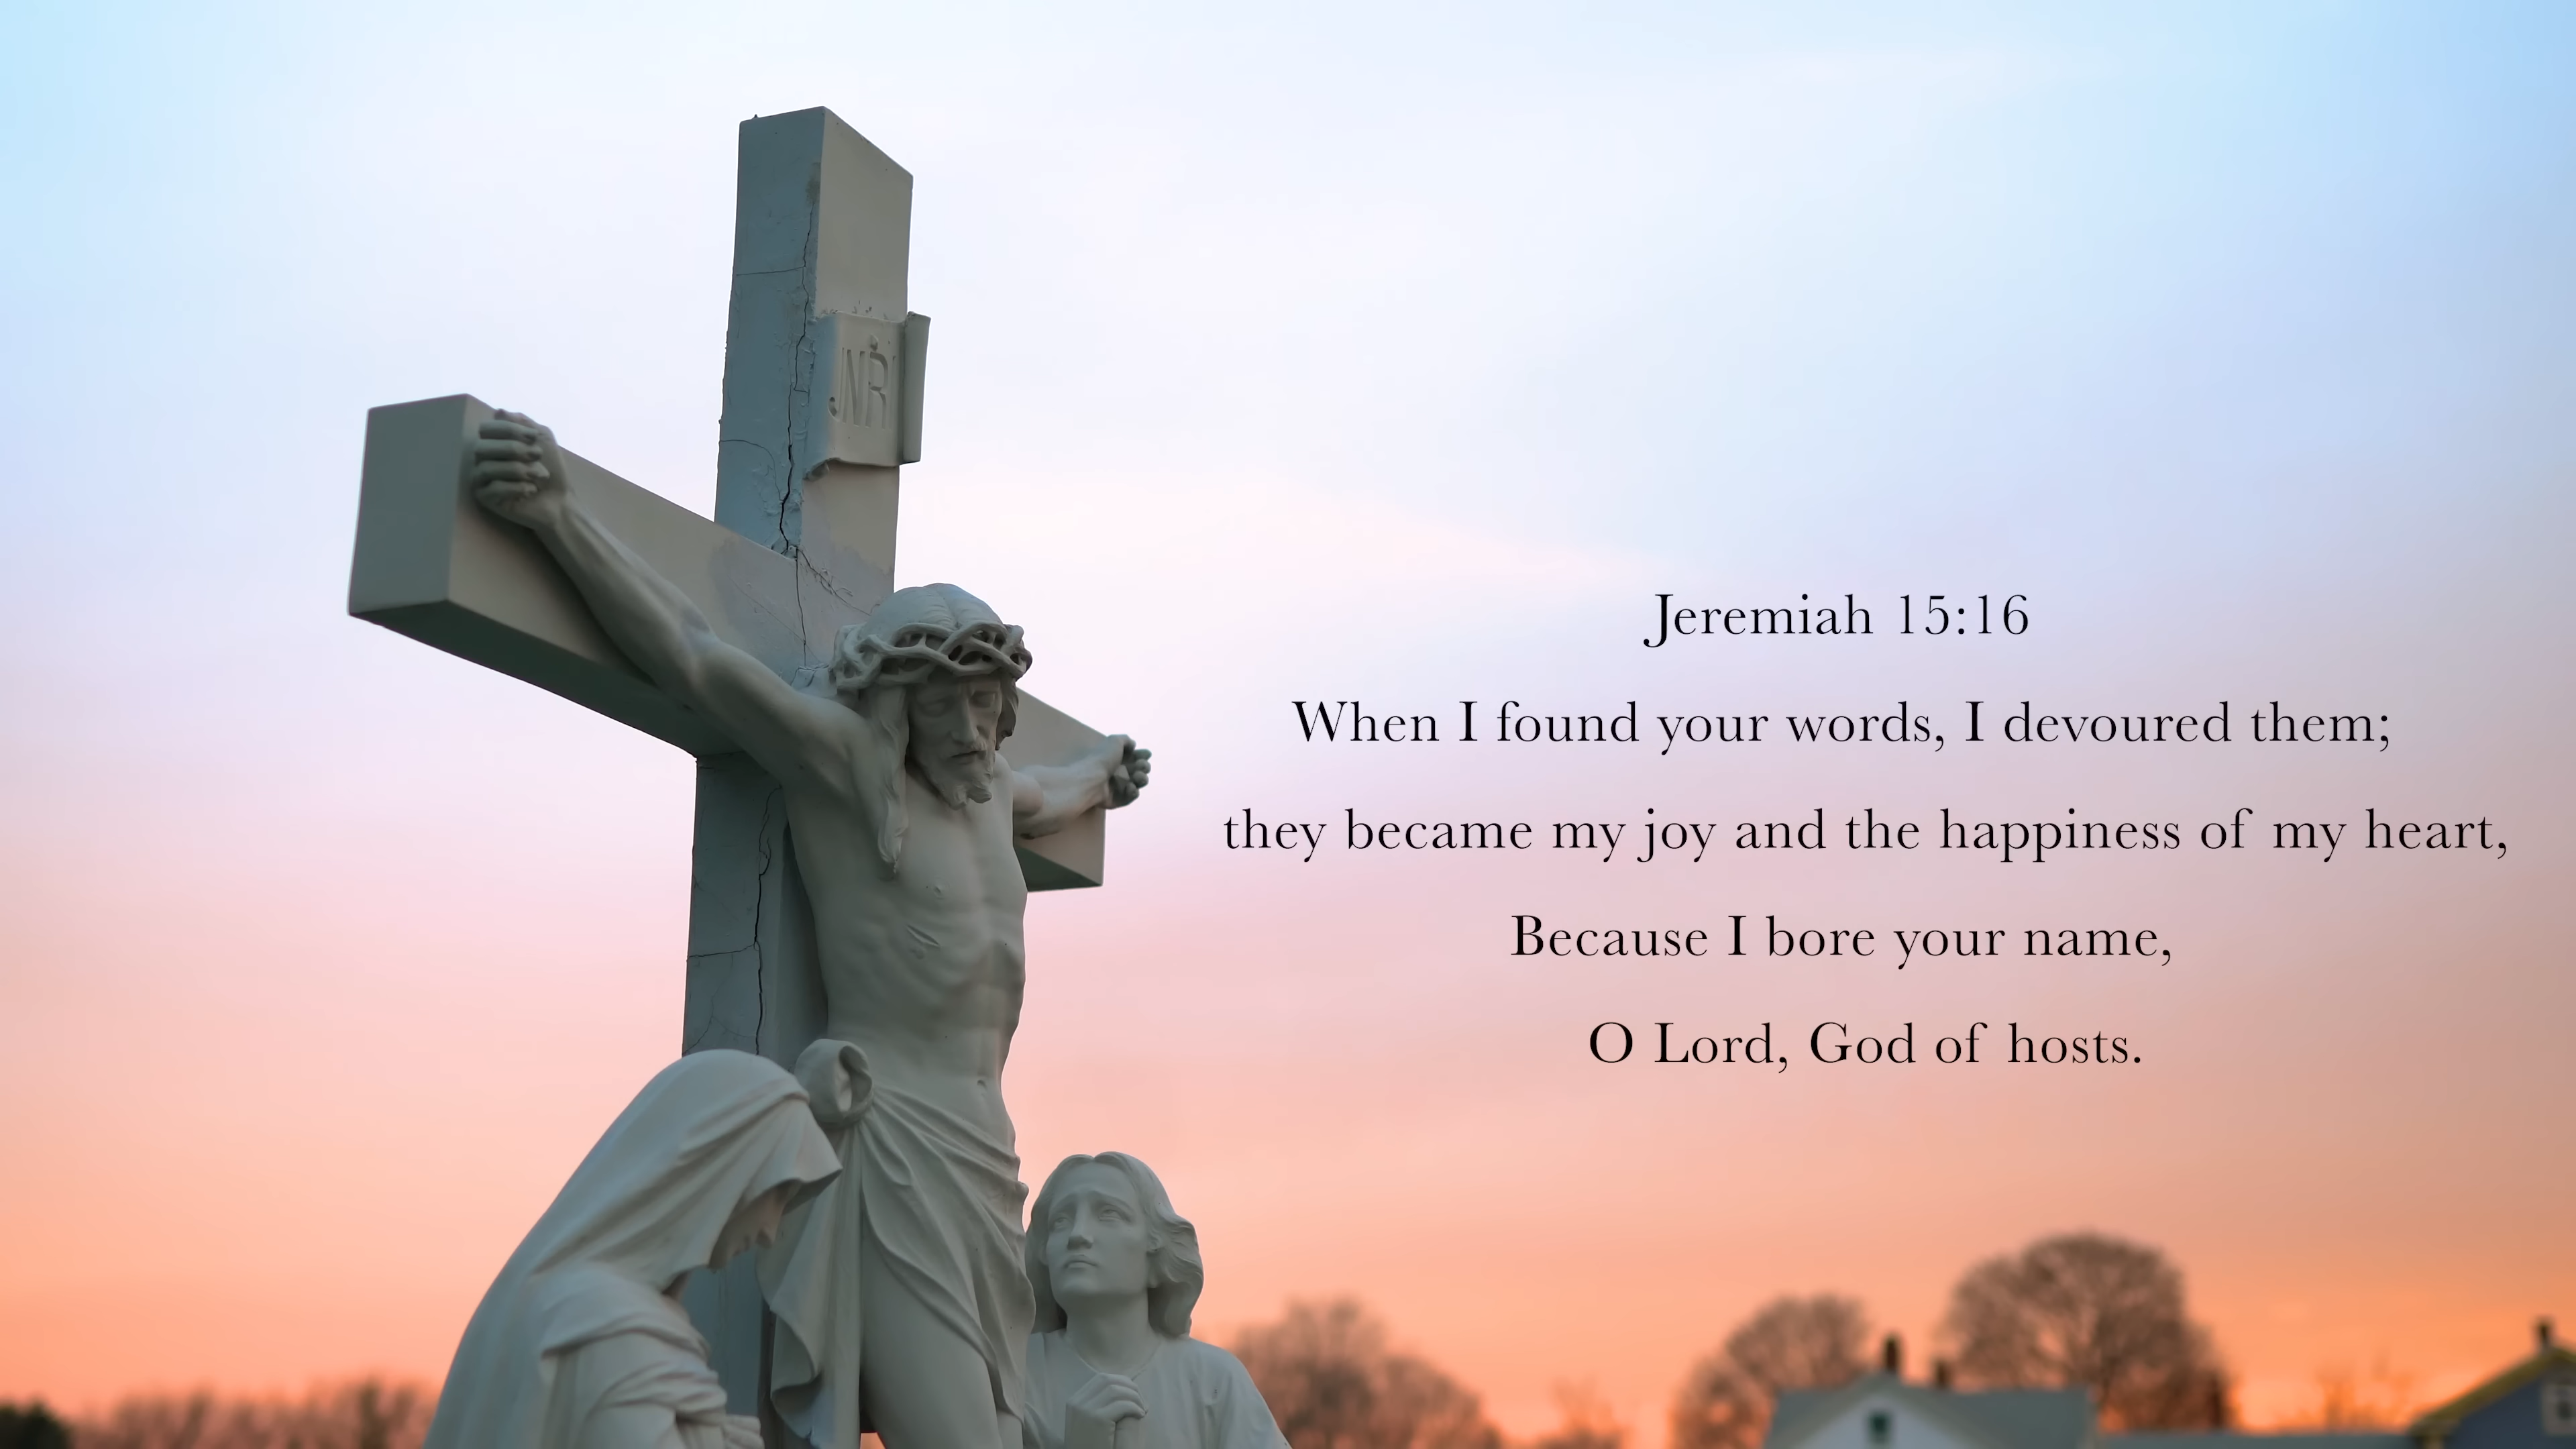 JNRI
Jeremiah 15:16
When I found your words, I devoured them;
they became my joy and the happiness of my heart,
Because I bore your name,
O Lord, God of hosts.